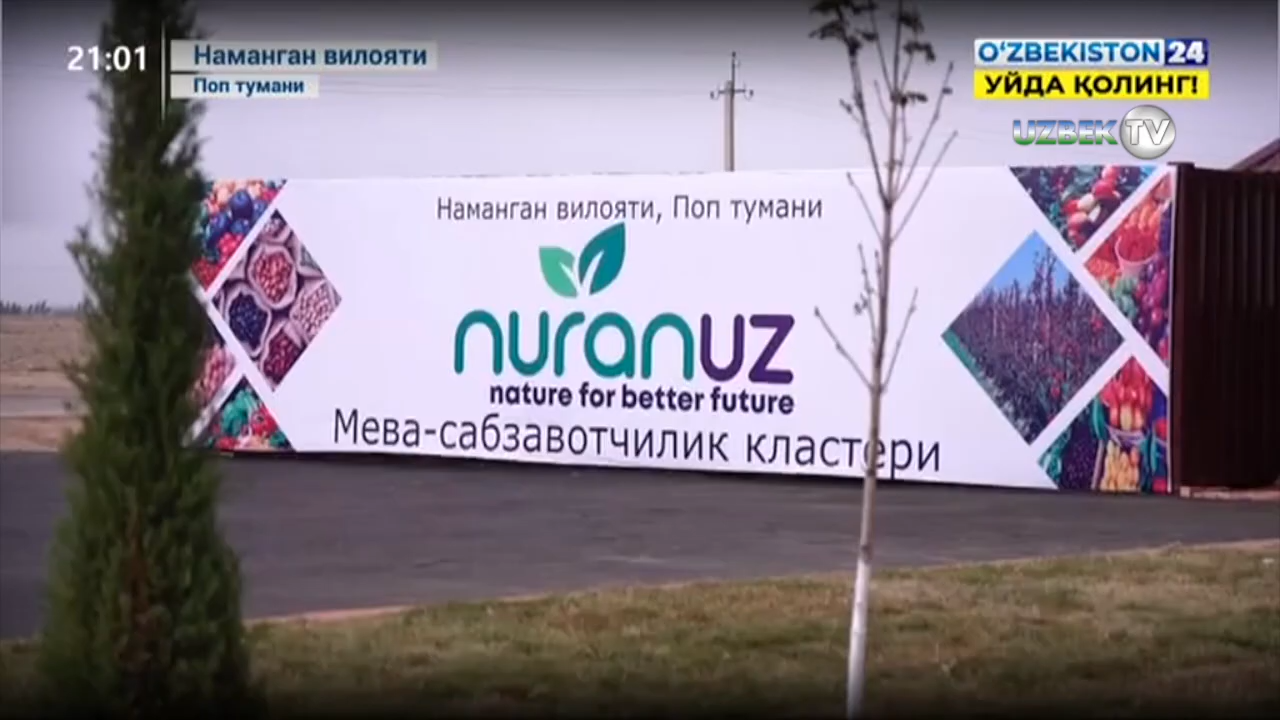 21:01
Наманган вилояти
Поп тумани
O‘ZBEKISTON 24
УЙДА ҚОЛИНГ!
UZBEK TV
Наманган вилояти, Поп тумани
nuranuz
nature for better future
Мева-сабзавотчилик кластери